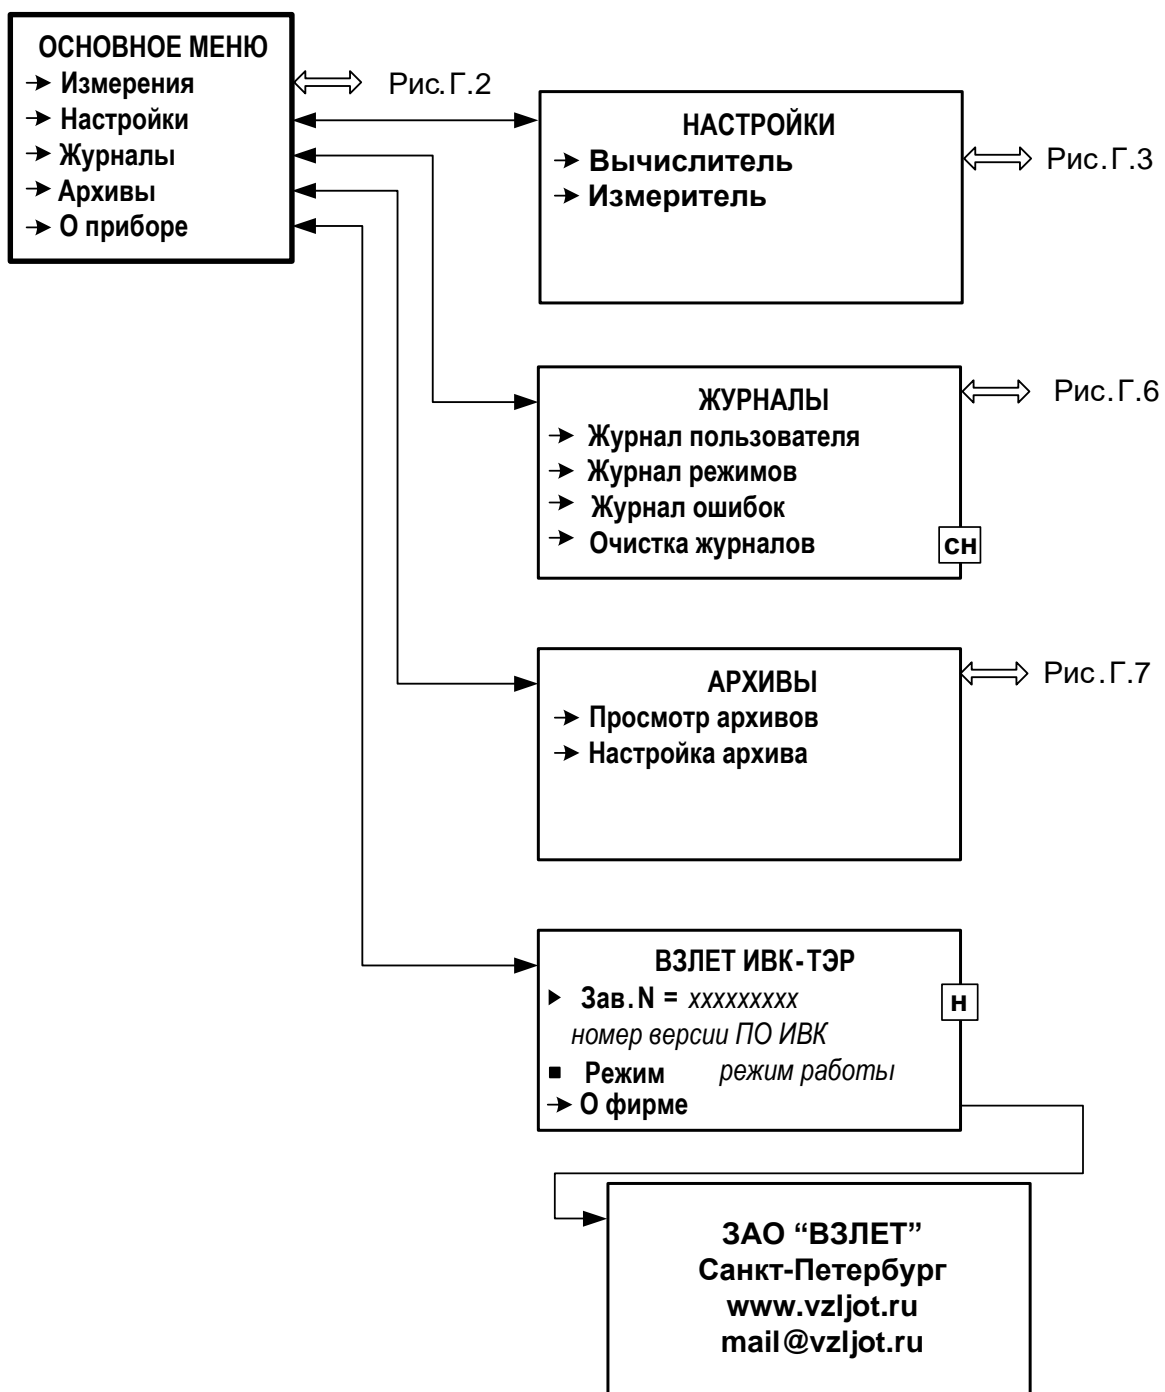 ОСНОВНОЕ МЕНЮ
Измерения
Настройки
Журналы
Архивы
О приборе
Рис.Г.2
НАСТРОЙКИ
Вычислитель
Измеритель
Рис.Г.3
ЖУРНАЛЫ
Журнал пользователя
Журнал режимов
Журнал ошибок
Очистка журналов
СН
Рис.Г.6
АРХИВЫ
Просмотр архивов
Настройка архива
Рис.Г.7
ВЗЛЕТ ИВК-ТЭР
Зав.N = xxxxxxxxx
номер версии ПО ИВК
Режим режим работы
О фирме
Н
ЗАО “ВЗЛЕТ”
Санкт-Петербург
www.vzljot.ru
mail@vzljot.ru